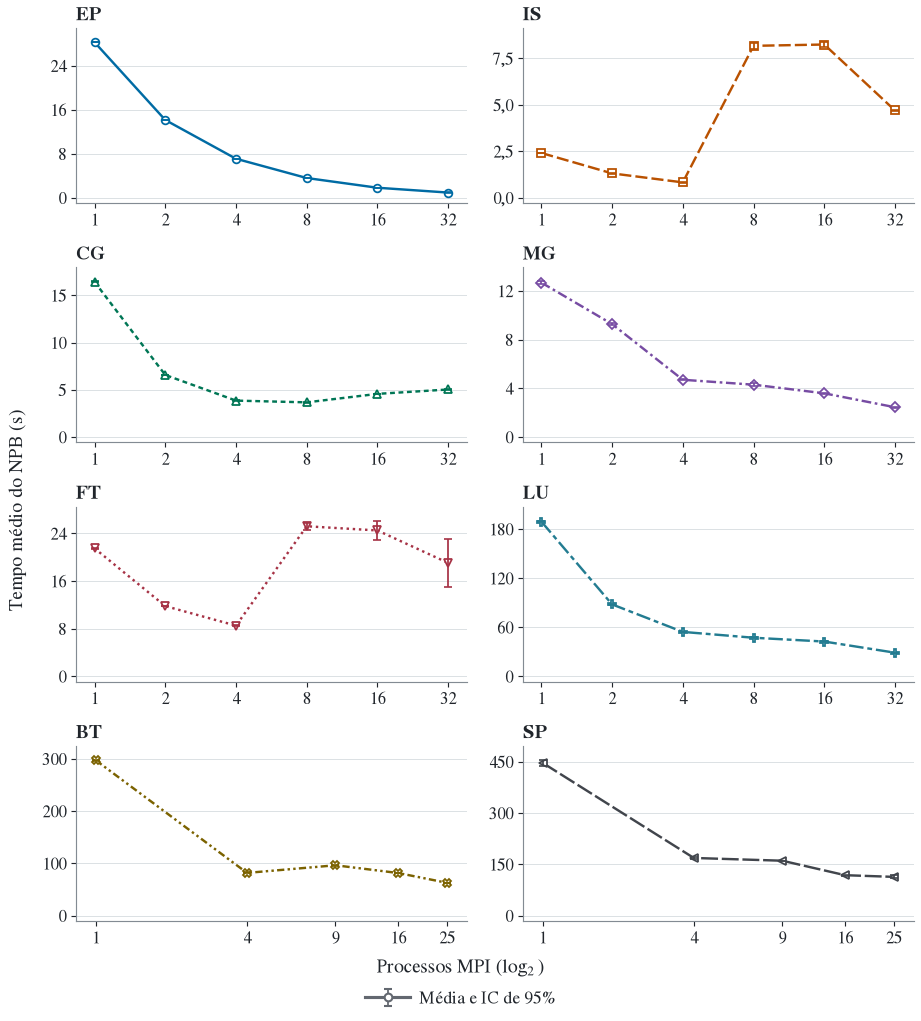 EP
24
16
8
0
1 2 4 8 16 32
IS
7,5
5,0
2,5
0,0
1 2 4 8 16 32
CG
15
10
5
0
1 2 4 8 16 32
MG
12
8
4
0
1 2 4 8 16 32
Tempo médio do NPB (s)
FT
24
16
8
0
1 2 4 8 16 32
LU
180
120
60
0
1 2 4 8 16 32
BT
300
200
100
0
1 4 9 16 25
SP
450
300
150
0
1 4 9 16 25
Processos MPI (log₂)
Média e IC de 95%